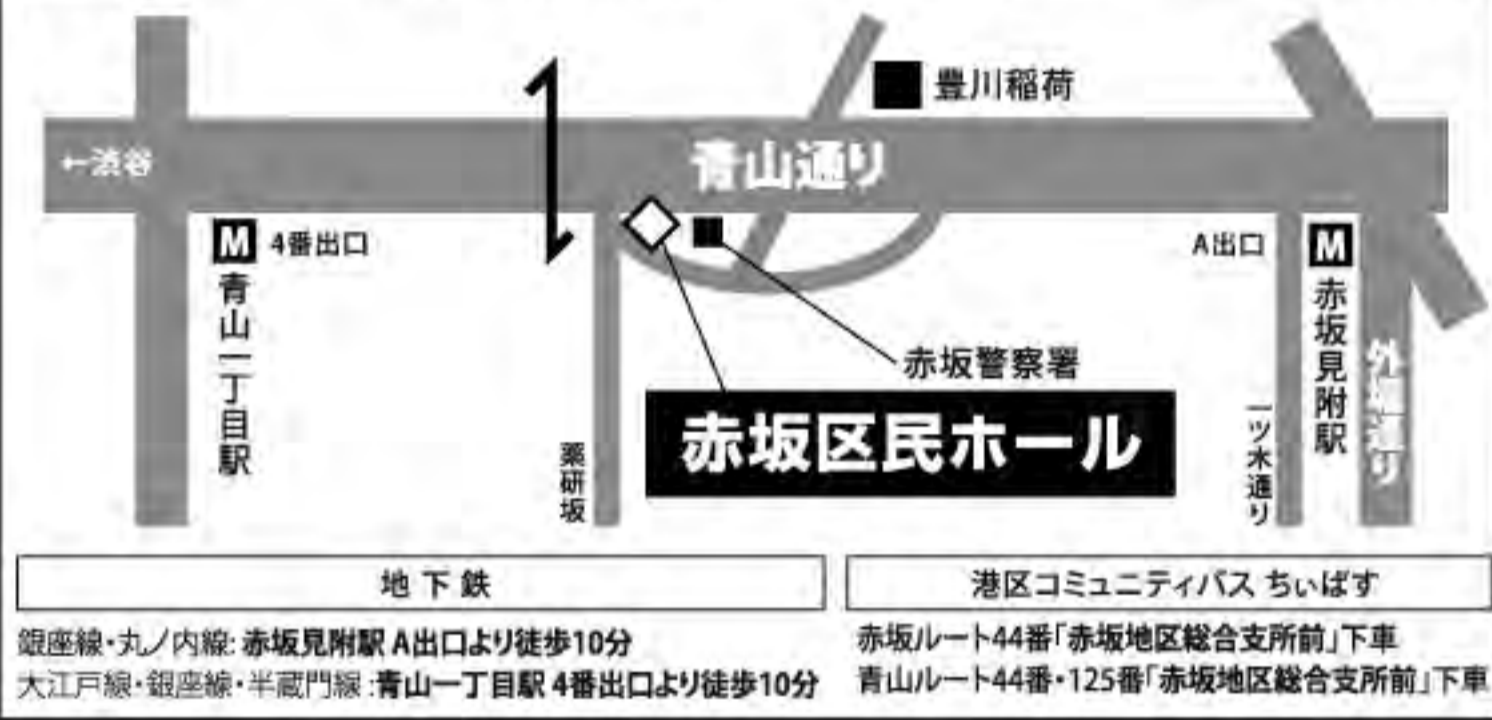 豊川稲荷
←渋谷
青山通り
M 4番出口
青山一丁目駅
A出口
M
赤坂見附駅
赤坂警察署
外堀通り
赤坂区民ホール
薬研坂
一ツ木通り
地下鉄
港区コミュニティバス ちぃばす
銀座線・丸ノ内線: 赤坂見附駅 A出口より徒歩10分
赤坂ルート44番「赤坂地区総合支所前」下車
大江戸線・銀座線・半蔵門線:青山一丁目駅 4番出口より徒歩10分
青山ルート44番・125番「赤坂地区総合支所前」下車